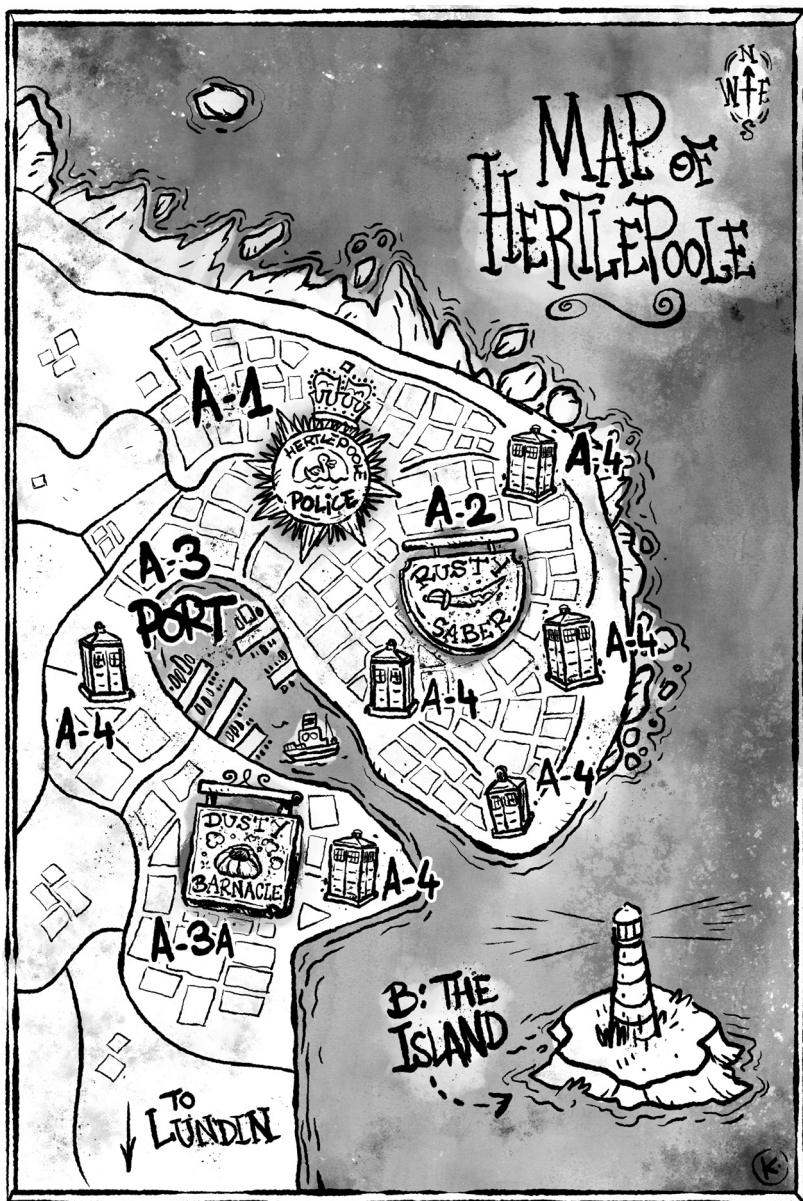 N
W E
S
MAP OF
HERTLEPOOLE
A-1
HERTLEPOOLE
POLICE
A-4
A-2
RUSTY
SABER
A-3
PORT
A-4
A-4
A-4
A-4
DUSTY
BARNACLE
A-4
A-3A
B: THE
ISLAND
TO
LUNDIN
K.